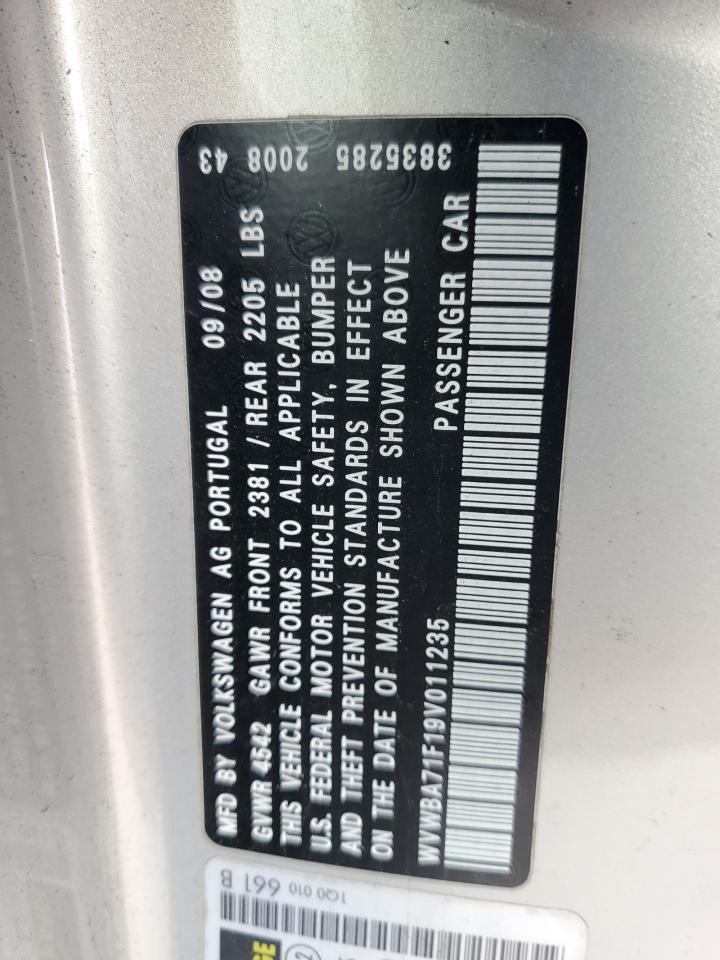 MFD BY VOLKSWAGEN AG PORTUGAL 09/08
GVWR 4542 GAWR FRONT 2381 / REAR 2205 LBS
THIS VEHICLE CONFORMS TO ALL APPLICABLE
U.S. FEDERAL MOTOR VEHICLE SAFETY, BUMPER
AND THEFT PREVENTION STANDARDS IN EFFECT
ON THE DATE OF MANUFACTURE SHOWN ABOVE
WVWBA71F19V011235 PASSENGER CAR
43 2008 3835285
1Q0 010 661 B